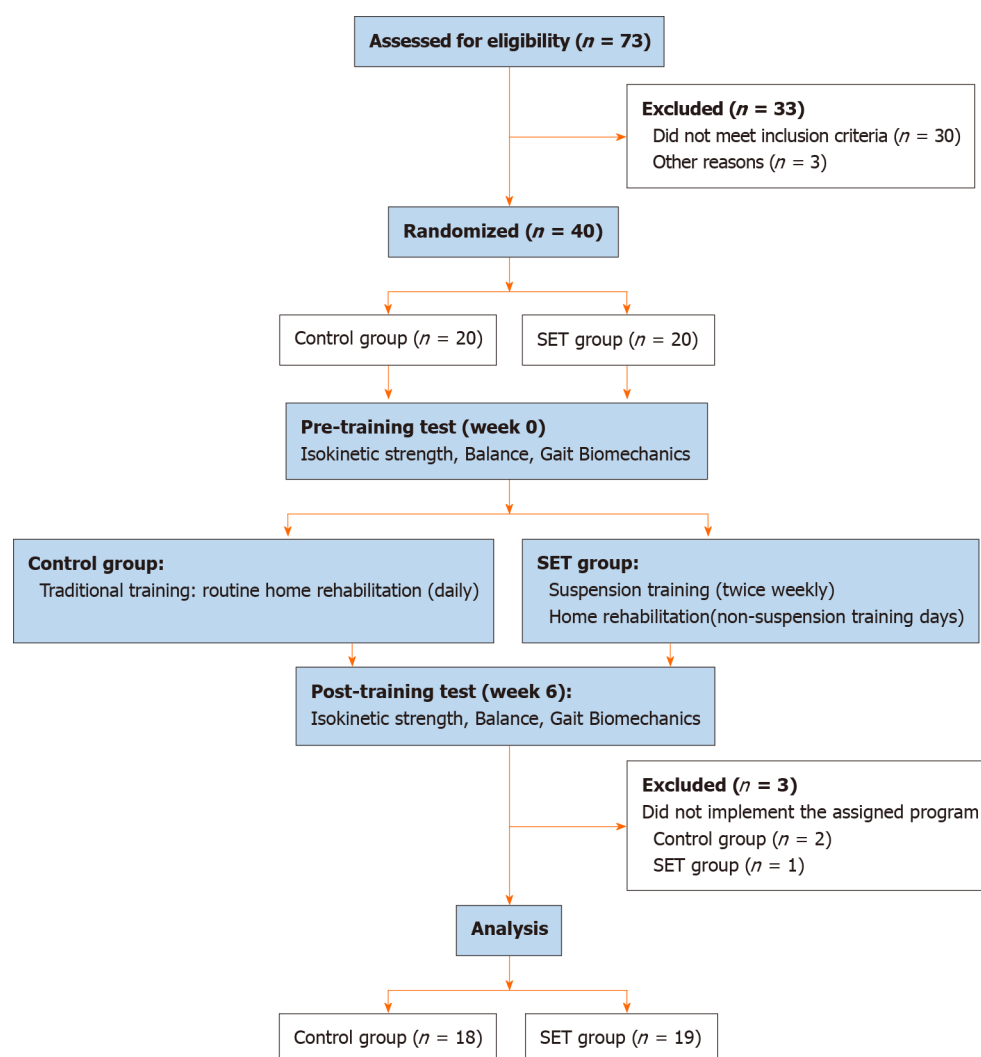 Assessed for eligibility (n = 73)
Excluded (n = 33)
Did not meet inclusion criteria (n = 30)
Other reasons (n = 3)
Randomized (n = 40)
Control group (n = 20)
SET group (n = 20)
Pre-training test (week 0)
Isokinetic strength, Balance, Gait Biomechanics
Control group:
Traditional training: routine home rehabilitation (daily)
SET group:
Suspension training (twice weekly)
Home rehabilitation(non-suspension training days)
Post-training test (week 6):
Isokinetic strength, Balance, Gait Biomechanics
Excluded (n = 3)
Did not implement the assigned program
Control group (n = 2)
SET group (n = 1)
Analysis
Control group (n = 18)
SET group (n = 19)